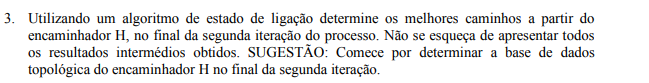 3. Utilizando um algoritmo de estado de ligação determine os melhores caminhos a partir do
encaminhador H, no final da segunda iteração do processo. Não se esqueça de apresentar todos
os resultados intermédios obtidos. SUGESTÃO: Comece por determinar a base de dados
topológica do encaminhador H no final da segunda iteração.